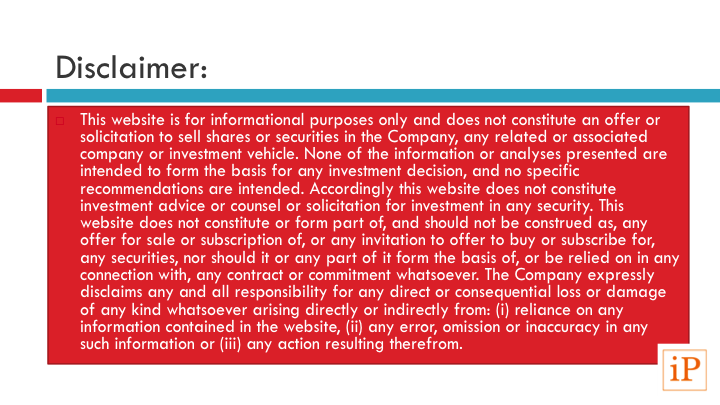 Disclaimer:
This website is for informational purposes only and does not constitute an offer or
solicitation to sell shares or securities in the Company, any related or associated
company or investment vehicle. None of the information or analyses presented are
intended to form the basis for any investment decision, and no specific
recommendations are intended. Accordingly this website does not constitute
investment advice or counsel or solicitation for investment in any security. This
website does not constitute or form part of, and should not be construed as, any
offer for sale or subscription of, or any invitation to offer to buy or subscribe for,
any securities, nor should it or any part of it form the basis of, or be relied on in any
connection with, any contract or commitment whatsoever. The Company expressly
disclaims any and all responsibility for any direct or consequential loss or damage
of any kind whatsoever arising directly or indirectly from: (i) reliance on any
information contained in the website, (ii) any error, omission or inaccuracy in any
such information or (iii) any action resulting therefrom.
iP